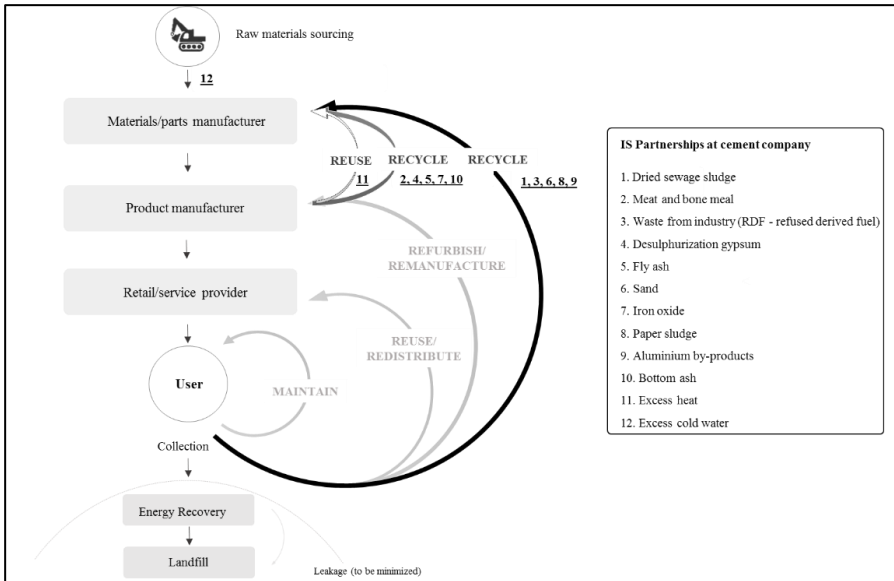 Raw materials sourcing
12
Materials/parts manufacturer
REUSE
RECYCLE
RECYCLE
11
2, 4, 5, 7, 10
1, 3, 6, 8, 9
Product manufacturer
REFURBISH/
REMANUFACTURE
Retail/service provider
REUSE/
REDISTRIBUTE
User
MAINTAIN
Collection
Energy Recovery
Landfill
Leakage (to be minimized)
IS Partnerships at cement company
1. Dried sewage sludge
2. Meat and bone meal
3. Waste from industry (RDF - refused derived fuel)
4. Desulphurization gypsum
5. Fly ash
6. Sand
7. Iron oxide
8. Paper sludge
9. Aluminium by-products
10. Bottom ash
11. Excess heat
12. Excess cold water